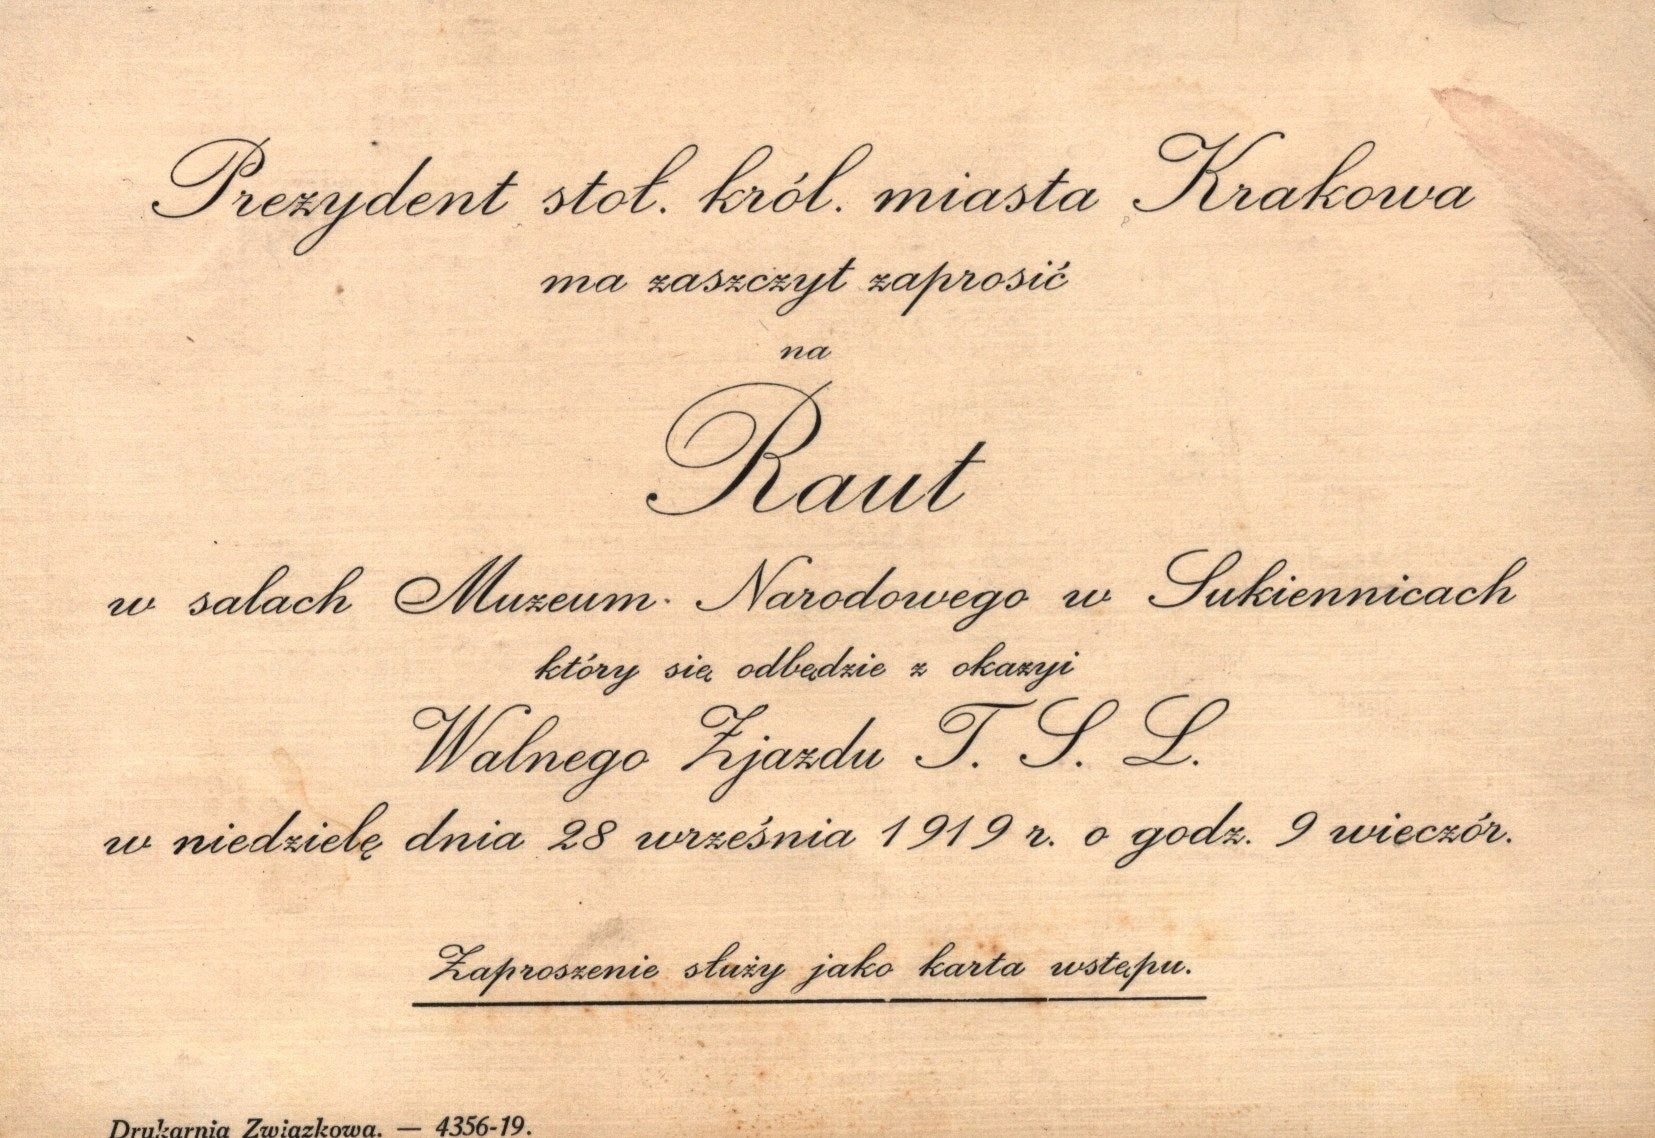 Prezydent stoł. król. miasta Krakowa
ma zaszczyt zaprosić
na
Raut
w salach Muzeum Narodowego w Sukiennicach
który się odbędzie z okazyi
Walnego Zjazdu T. S. L.
w niedzielę dnia 28 września 1919 r. o godz. 9 wieczór.
Zaproszenie służy jako karta wstępu.
Drukarnia Związkowa. — 4356-19.